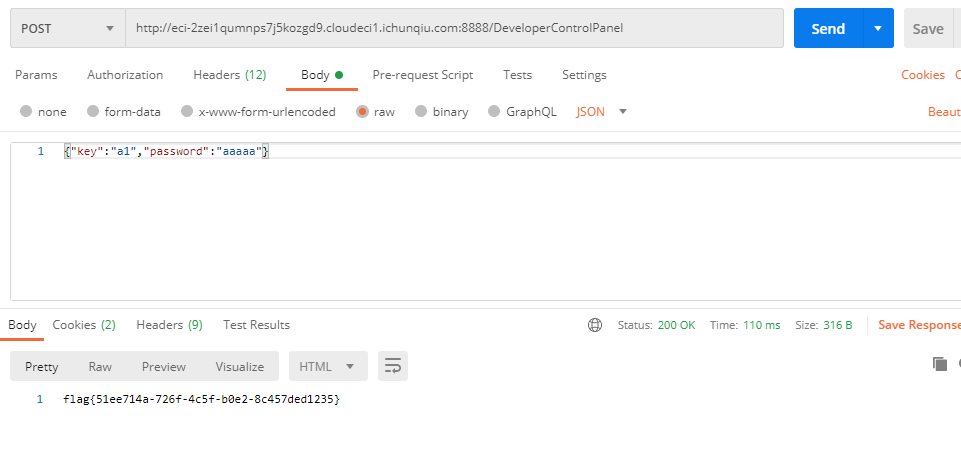 POST http://eci-2zei1qumnps7j5kozgd9.cloudeci1.ichunqiu.com:8888/DeveloperControlPanel Send Save
Params Authorization Headers (12) Body Pre-request Script Tests Settings Cookies C
none form-data x-www-form-urlencoded raw binary GraphQL JSON Beaut
1 {"key":"a1","password":"aaaaa"}
Body Cookies (2) Headers (9) Test Results Status: 200 OK Time: 110 ms Size: 316 B Save Response
Pretty Raw Preview Visualize HTML
1 flag{51ee714a-726f-4c5f-b0e2-8c457ded1235}